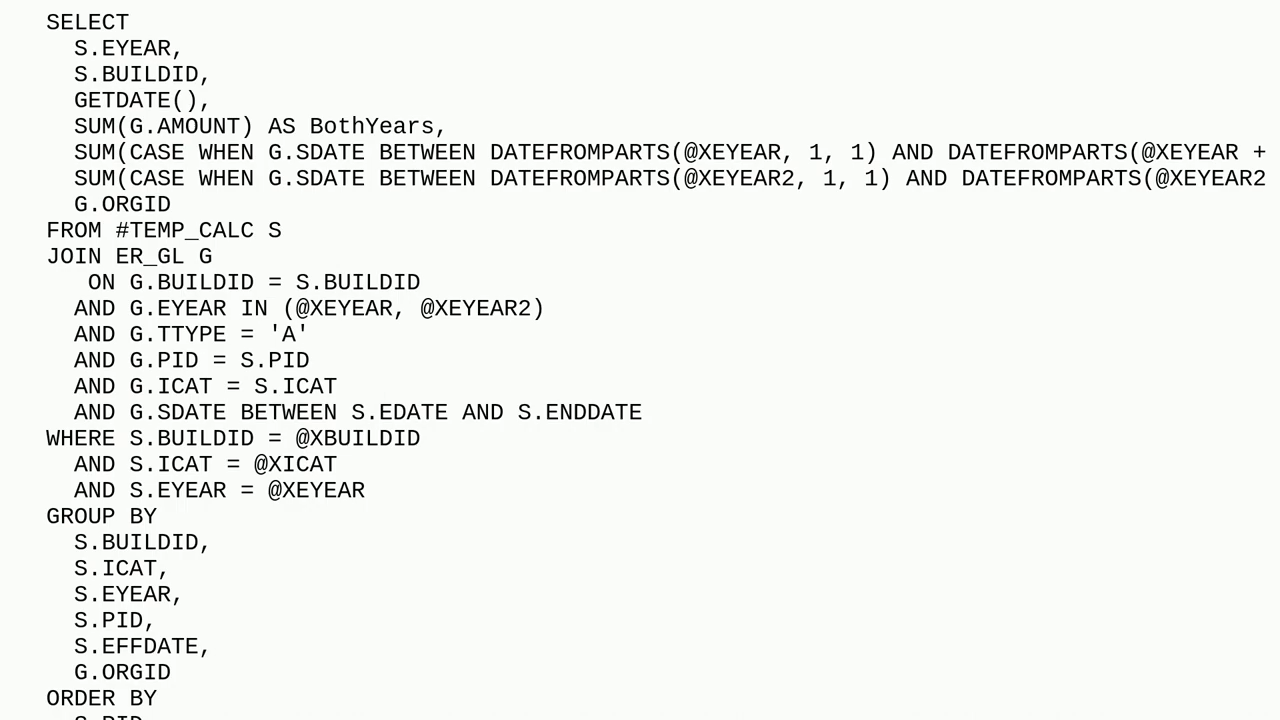 SELECT
S.EYEAR,
S.BUILDID,
GETDATE(),
SUM(G.AMOUNT) AS BothYears,
SUM(CASE WHEN G.SDATE BETWEEN DATEFROMPARTS(@XEYEAR, 1, 1) AND DATEFROMPARTS(@XEYEAR +
SUM(CASE WHEN G.SDATE BETWEEN DATEFROMPARTS(@XEYEAR2, 1, 1) AND DATEFROMPARTS(@XEYEAR2
G.ORGID
FROM #TEMP_CALC S
JOIN ER_GL G
ON G.BUILDID = S.BUILDID
AND G.EYEAR IN (@XEYEAR, @XEYEAR2)
AND G.TTYPE = 'A'
AND G.PID = S.PID
AND G.ICAT = S.ICAT
AND G.SDATE BETWEEN S.EDATE AND S.ENDDATE
WHERE S.BUILDID = @XBUILDID
AND S.ICAT = @XICAT
AND S.EYEAR = @XEYEAR
GROUP BY
S.BUILDID,
S.ICAT,
S.EYEAR,
S.PID,
S.EFFDATE,
G.ORGID
ORDER BY